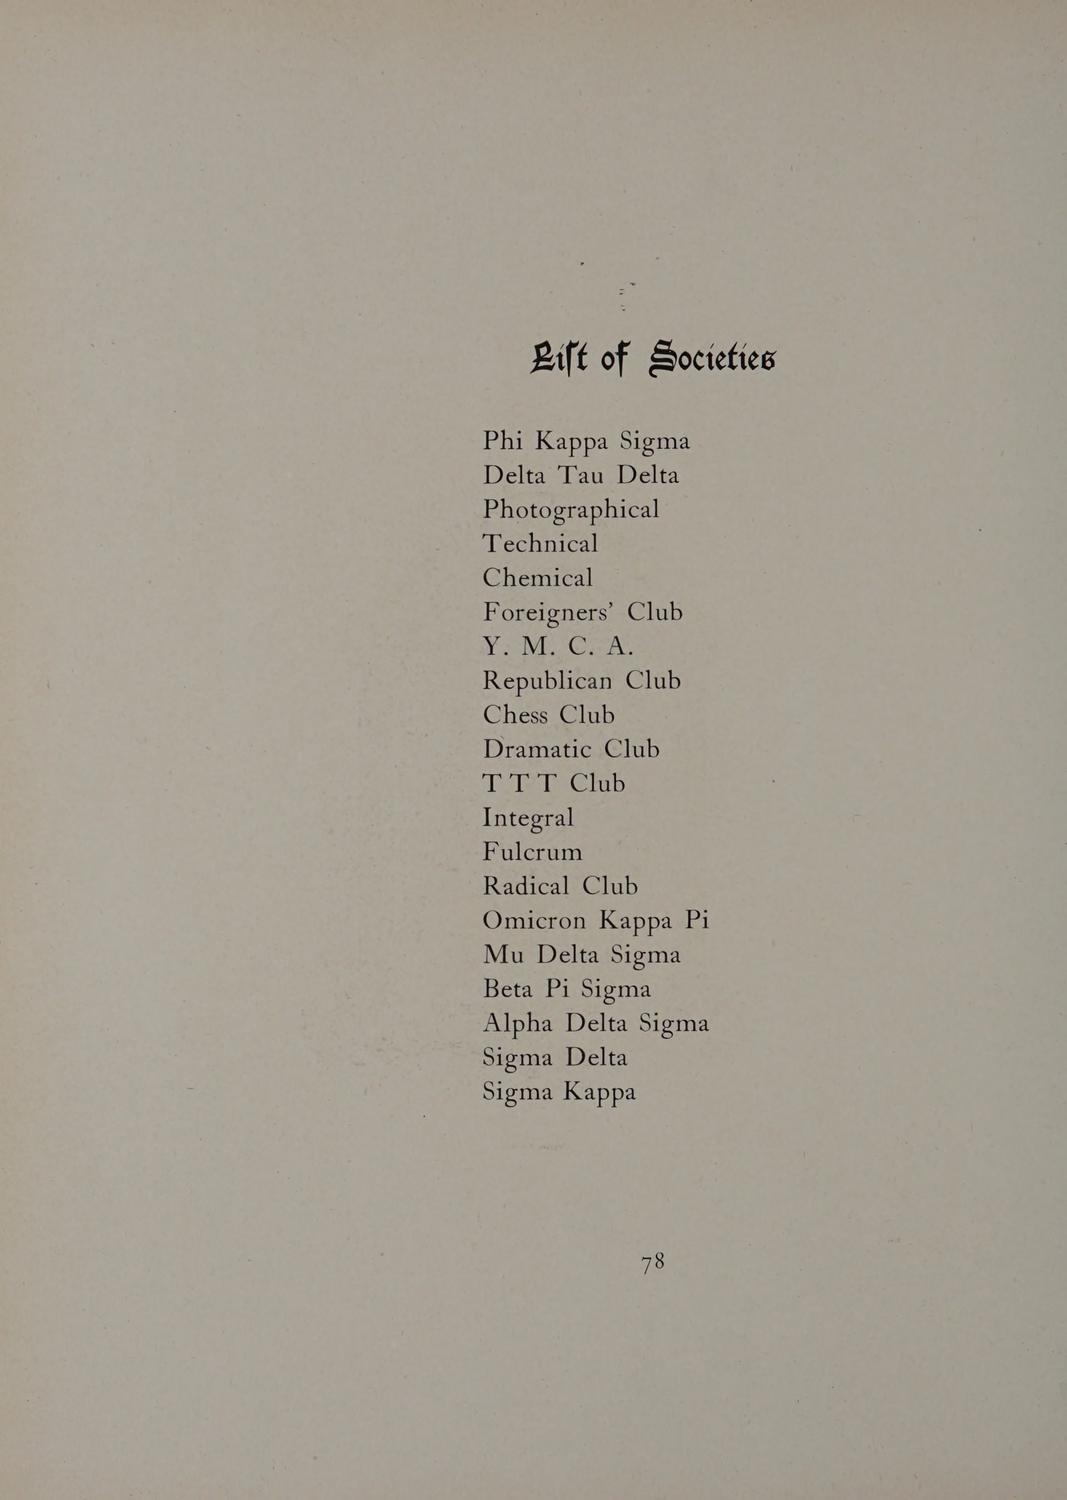 List of Societies
Phi Kappa Sigma
Delta Tau Delta
Photographical
Technical
Chemical
Foreigners’ Club
Y. M. C. A.
Republican Club
Chess Club
Dramatic Club
T T T Club
Integral
Fulcrum
Radical Club
Omicron Kappa Pi
Mu Delta Sigma
Beta Pi Sigma
Alpha Delta Sigma
Sigma Delta
Sigma Kappa
78